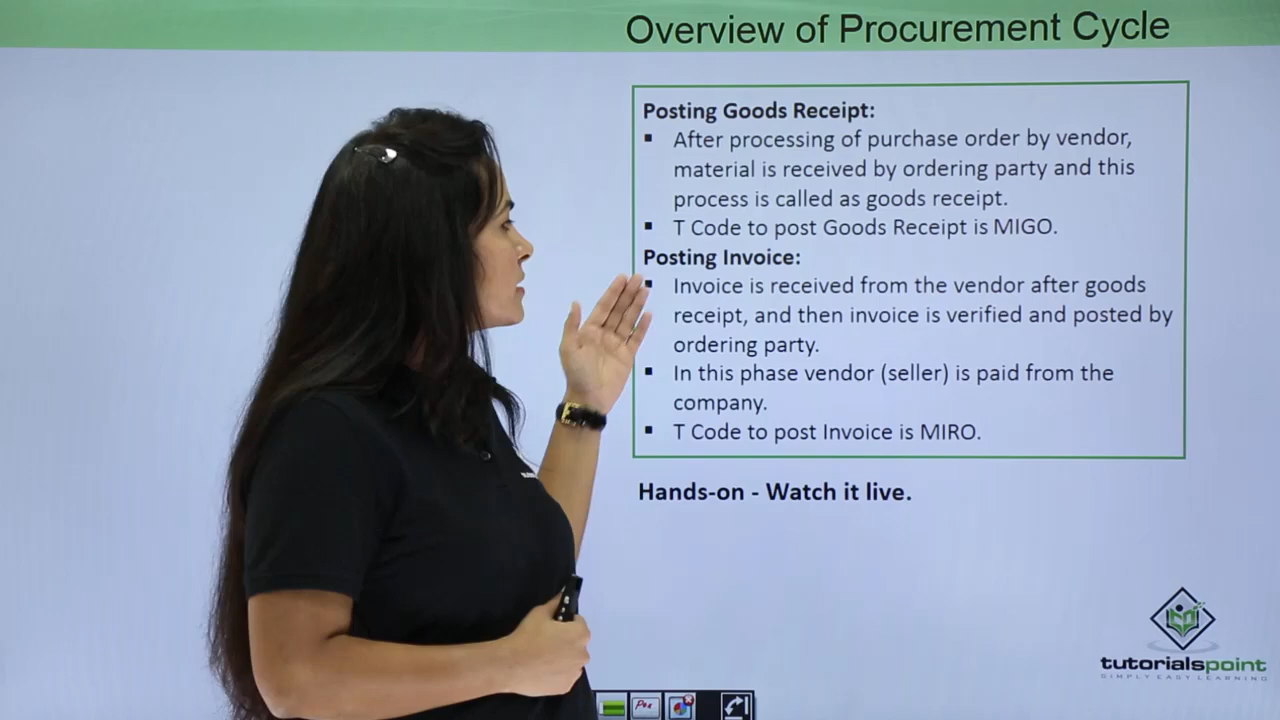 Overview of Procurement Cycle
Posting Goods Receipt:
After processing of purchase order by vendor,
material is received by ordering party and this
process is called as goods receipt.
T Code to post Goods Receipt is MIGO.
Posting Invoice:
Invoice is received from the vendor after goods
receipt, and then invoice is verified and posted by
ordering party.
In this phase vendor (seller) is paid from the
company.
T Code to post Invoice is MIRO.
Hands-on - Watch it live.
tutorialspoint
SIMPLY EASY LEARNING
Pen